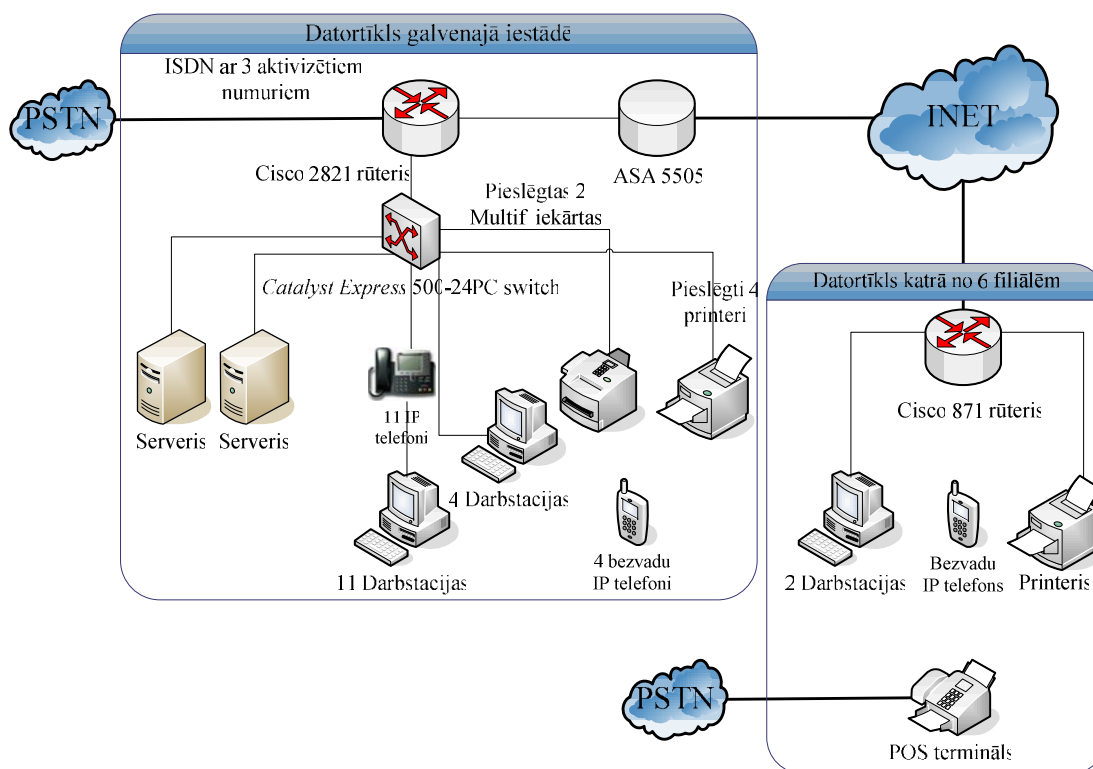 Datortīkls galvenajā iestādē
ISDN ar 3 aktivizētiem
numuriem
PSTN
INET
Cisco 2821 rūteris
ASA 5505
Pieslēgtas 2
Multif iekārtas
Catalyst Express 500-24PC switch
Pieslēgti 4
printeri
Datortīkls katrā no 6 filiālēm
Serveris
Serveris
11 IP
telefoni
Cisco 871 rūteris
4 Darbstacijas
11 Darbstacijas
4 bezvadu
IP telefoni
2 Darbstacijas
Bezvadu
IP telefons
Printeris
PSTN
POS termināls